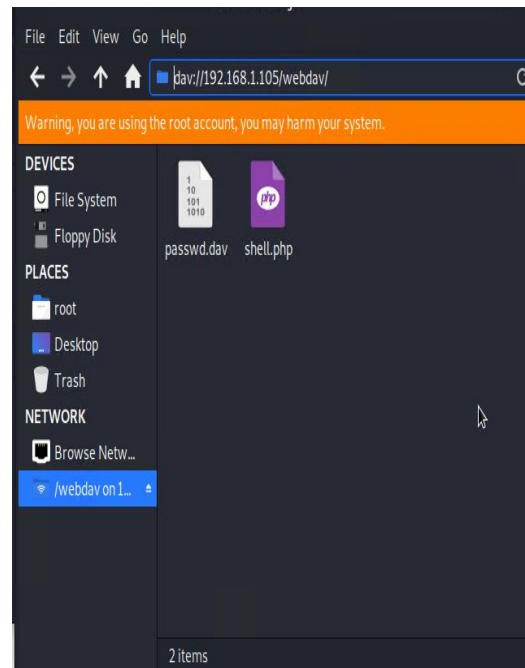 File Edit View Go Help
dav://192.168.1.105/webdav/
Warning, you are using the root account, you may harm your system.
DEVICES
File System
Floppy Disk
PLACES
root
Desktop
Trash
NETWORK
Browse Netw...
/webdav on 1...
1
10
101
1010
php
passwd.dav shell.php
2 items